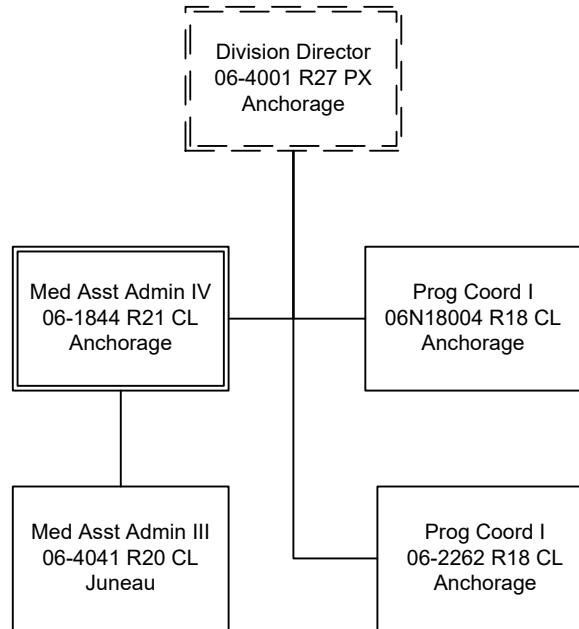 Division Director
06-4001 R27 PX
Anchorage
Med Asst Admin IV
06-1844 R21 CL
Anchorage
Prog Coord I
06N18004 R18 CL
Anchorage
Med Asst Admin III
06-4041 R20 CL
Juneau
Prog Coord I
06-2262 R18 CL
Anchorage